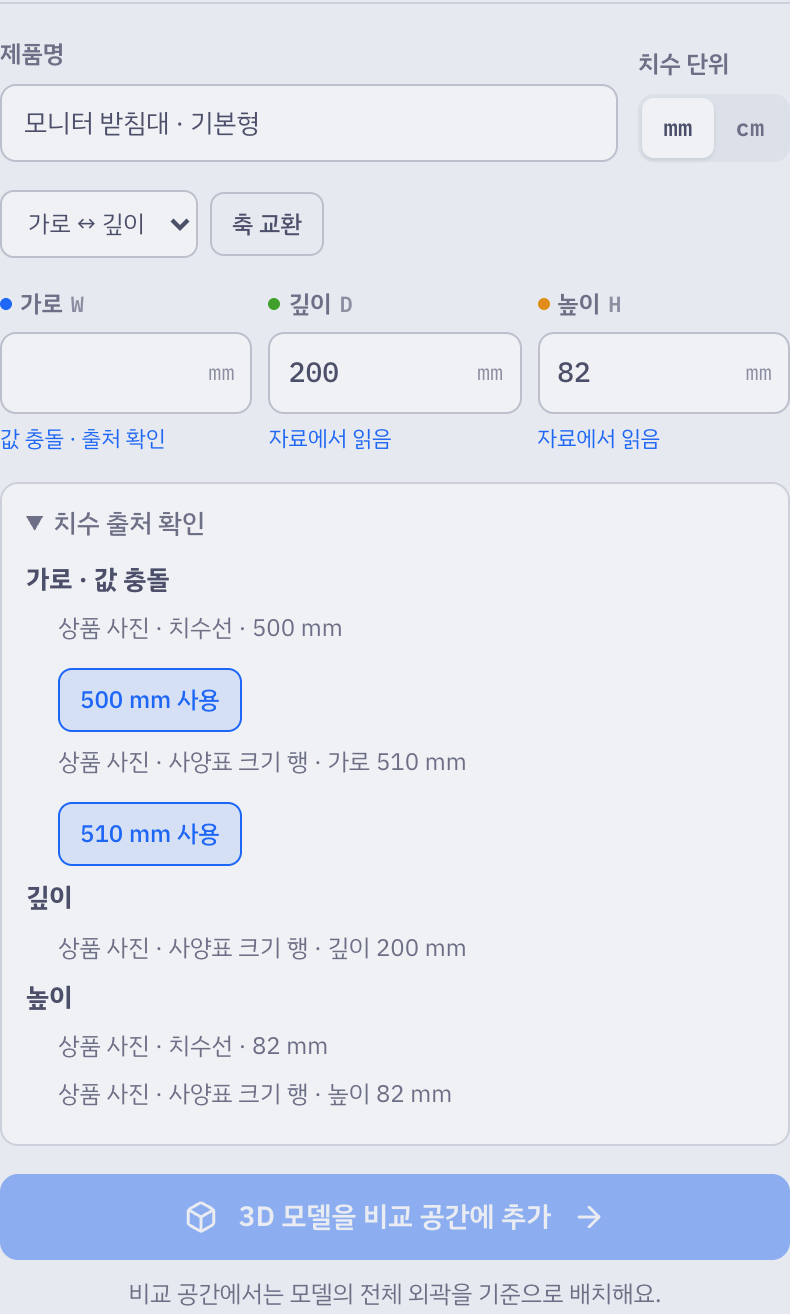 제품명
치수 단위
모니터 받침대 · 기본형
mm cm
가로 ↔ 깊이
축 교환
가로 W
깊이 D
높이 H
mm
200 mm
82 mm
값 충돌 · 출처 확인
자료에서 읽음
자료에서 읽음
▼ 치수 출처 확인
가로 · 값 충돌
상품 사진 · 치수선 · 500 mm
500 mm 사용
상품 사진 · 사양표 크기 행 · 가로 510 mm
510 mm 사용
깊이
상품 사진 · 사양표 크기 행 · 깊이 200 mm
높이
상품 사진 · 치수선 · 82 mm
상품 사진 · 사양표 크기 행 · 높이 82 mm
3D 모델을 비교 공간에 추가 →
비교 공간에서는 모델의 전체 외곽을 기준으로 배치해요.